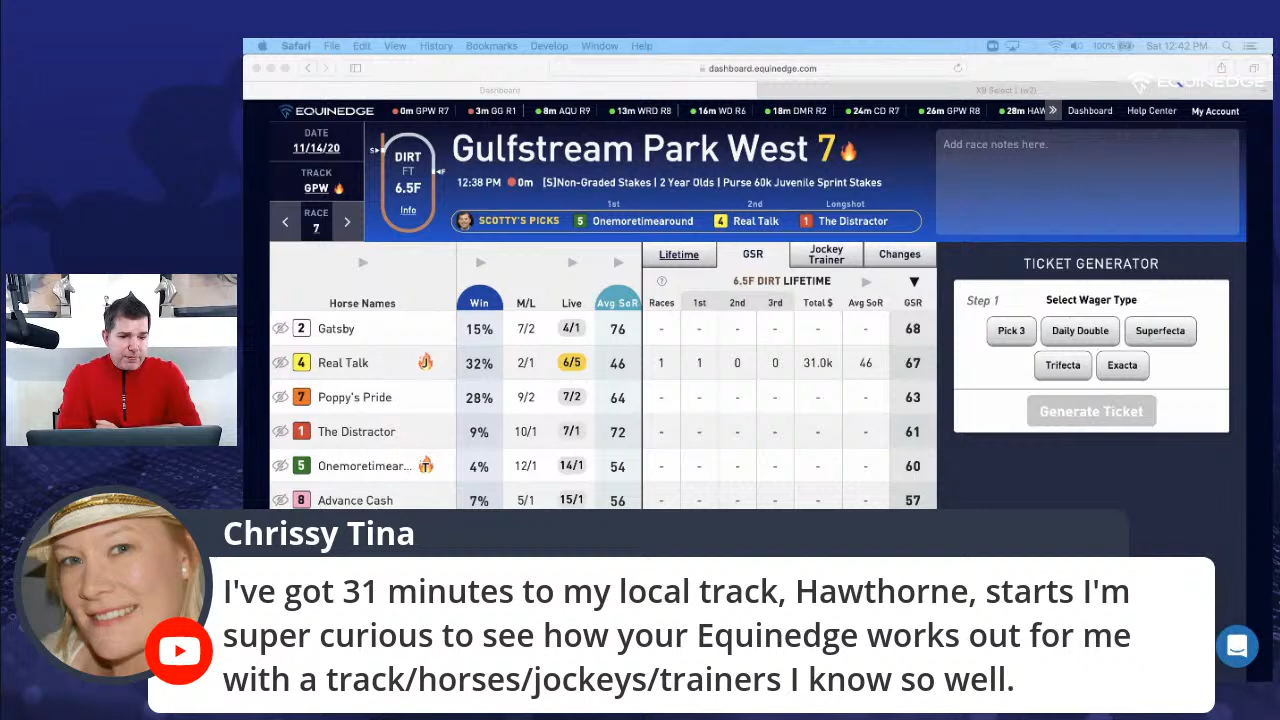 Safari File Edit View History Bookmarks Develop Window Help 100% Sat 12:42 PM
dashboard.equinedge.com
EQUINEDGE
Dashboard
EQUINEDGE 0m GPW R7 3m GG R1 8m AQU R9 13m WRD R8 16m WO R6 18m DMR R2 24m CD R7 26m GPW R8 28m HAW » Dashboard Help Center My Account
DATE
11/14/20
TRACK
GPW
RACE
7
S
DIRT
FT
6.5F
F
Info
Gulfstream Park West 7
12:38 PM 0m [S]Non-Graded Stakes | 2 Year Olds | Purse 60k Juvenile Sprint Stakes
1st 2nd Longshot
SCOTTY'S PICKS 5 Onemoretimearound 4 Real Talk 1 The Distractor
Add race notes here.
Lifetime GSR Jockey Trainer Changes
6.5F DIRT LIFETIME
Horse Names Win M/L Live Avg SoR Races 1st 2nd 3rd Total $ Avg SoR GSR
2 Gatsby 15% 7/2 4/1 76 - - - - - - 68
4 Real Talk J 32% 2/1 6/5 46 1 1 0 0 31.0k 46 67
7 Poppy's Pride 28% 9/2 7/2 64 - - - - - - 63
1 The Distractor 9% 10/1 7/1 72 - - - - - - 61
5 Onemoretimear... T 4% 12/1 14/1 54 - - - - - - 60
8 Advance Cash 7% 5/1 15/1 56 - - - - - - 57
TICKET GENERATOR
Step 1 Select Wager Type
Pick 3 Daily Double Superfecta
Trifecta Exacta
Generate Ticket
Chrissy Tina
I've got 31 minutes to my local track, Hawthorne, starts I'm
super curious to see how your Equinedge works out for me
with a track/horses/jockeys/trainers I know so well.